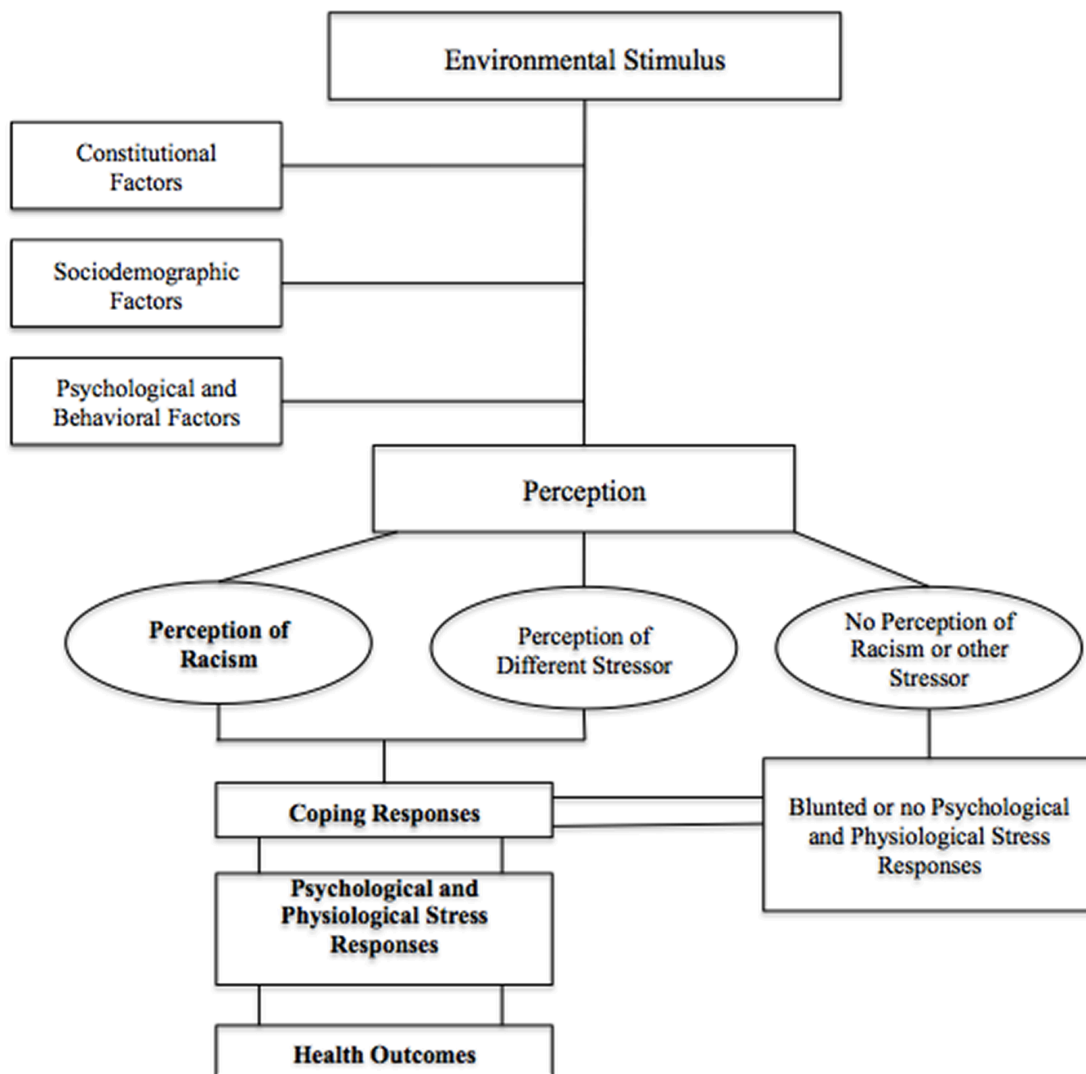 Environmental Stimulus
Constitutional
Factors
Sociodemographic
Factors
Psychological and
Behavioral Factors
Perception
Perception of
Racism
Perception of
Different Stressor
No Perception of
Racism or other
Stressor
Coping Responses
Blunted or no Psychological
and Physiological Stress
Responses
Psychological and
Physiological Stress
Responses
Health Outcomes